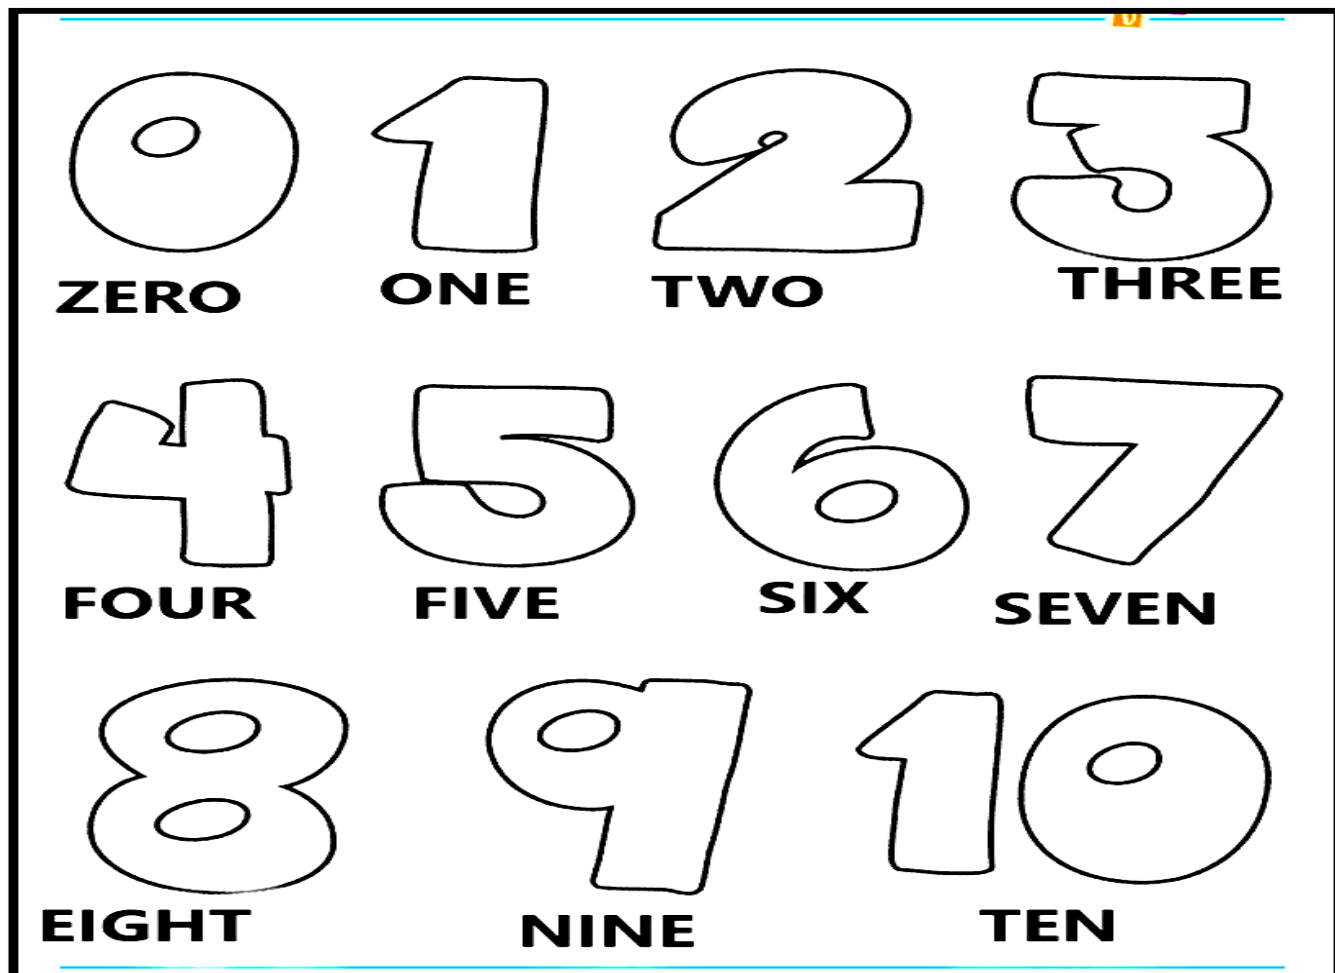 0 1 2 3
ZERO ONE TWO THREE
4 5 6 7
FOUR FIVE SIX SEVEN
8 9 10
EIGHT NINE TEN